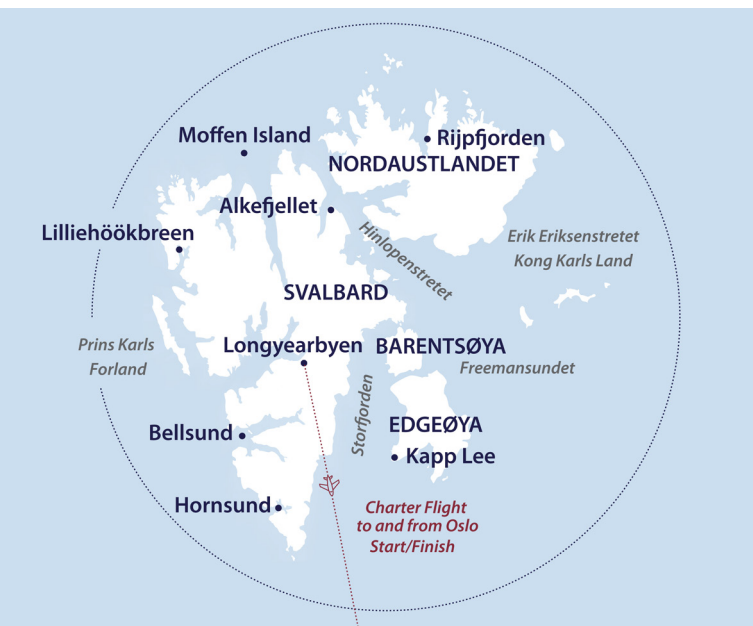 Moffen Island
Rijpfjorden
NORDAUSTLANDET
Alkefjellet
Lilliehöökbreen
Hinlopenstretet
Erik Eriksenstretet
Kong Karls Land
SVALBARD
Prins Karls
Forland
Longyearbyen
BARENTSØYA
Freemansundet
Storfjorden
EDGEØYA
Bellsund
Kapp Lee
Hornsund
Charter Flight
to and from Oslo
Start/Finish